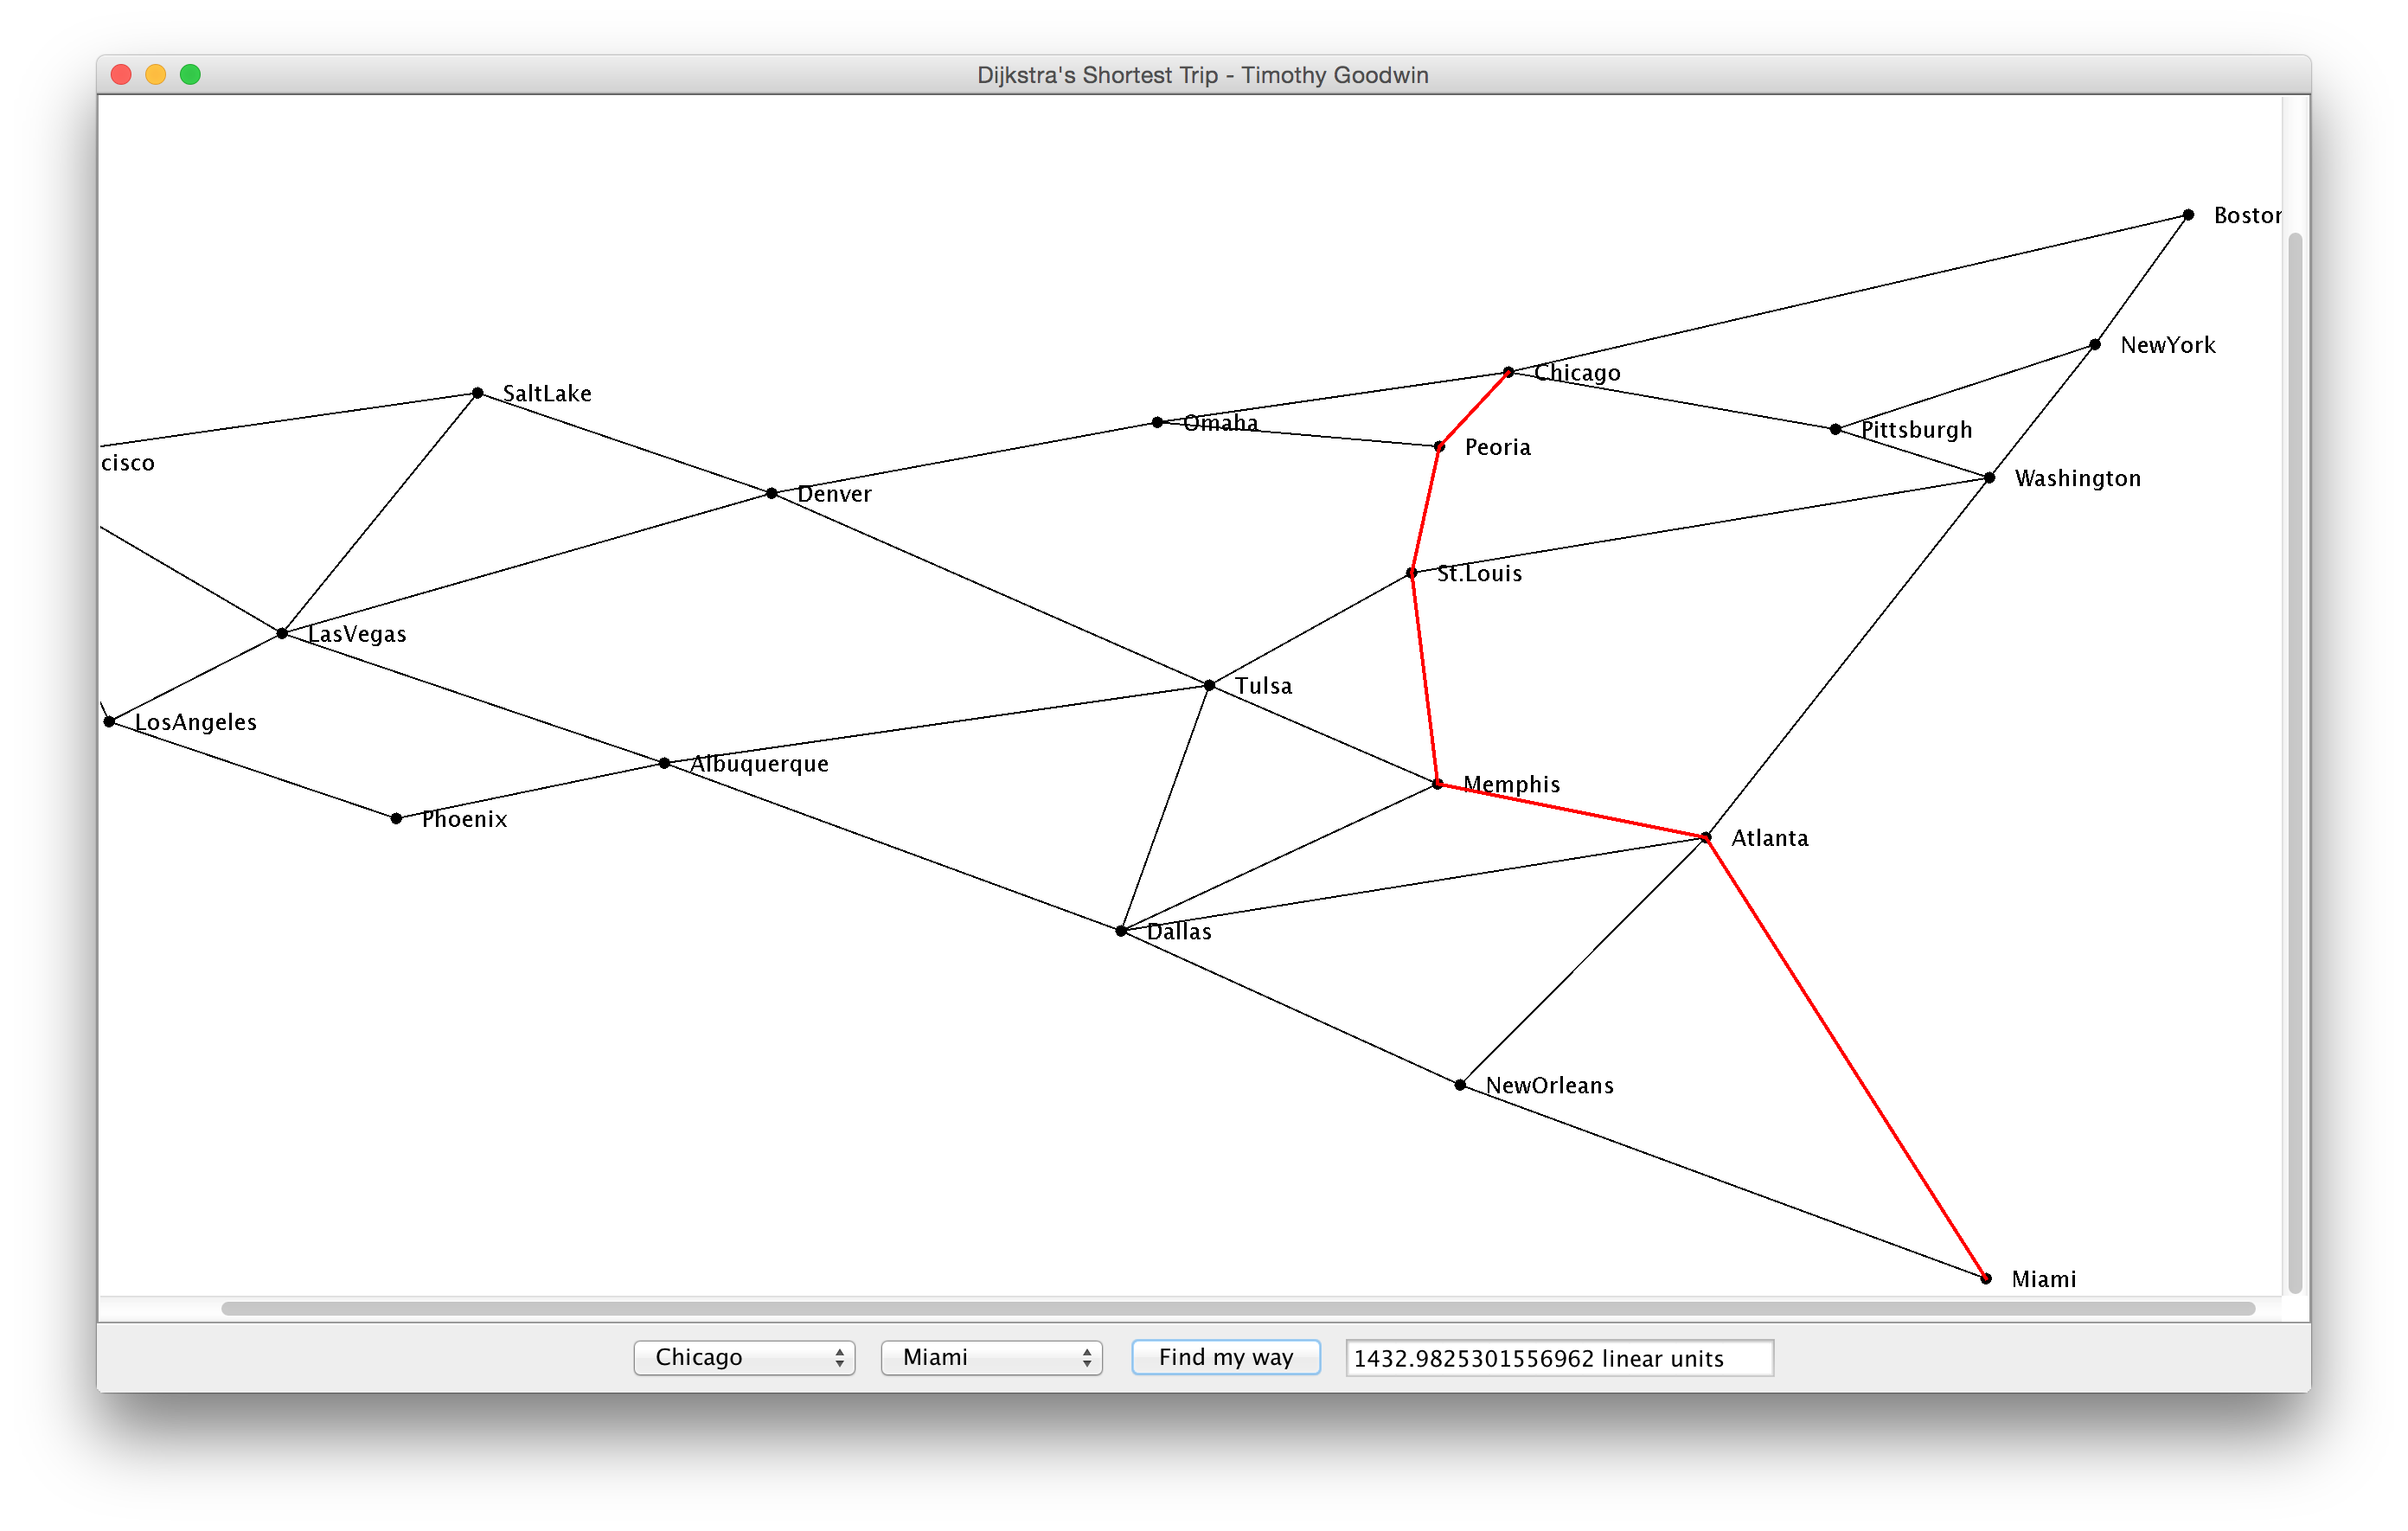 Dijkstra's Shortest Trip - Timothy Goodwin
Bostor
NewYork
Chicago
SaltLake
Omaha
Pittsburgh
Peoria
cisco
Washington
Denver
St.Louis
LasVegas
Tulsa
LosAngeles
Albuquerque
Memphis
Phoenix
Atlanta
Dallas
NewOrleans
Miami
Chicago Miami Find my way 1432.9825301556962 linear units